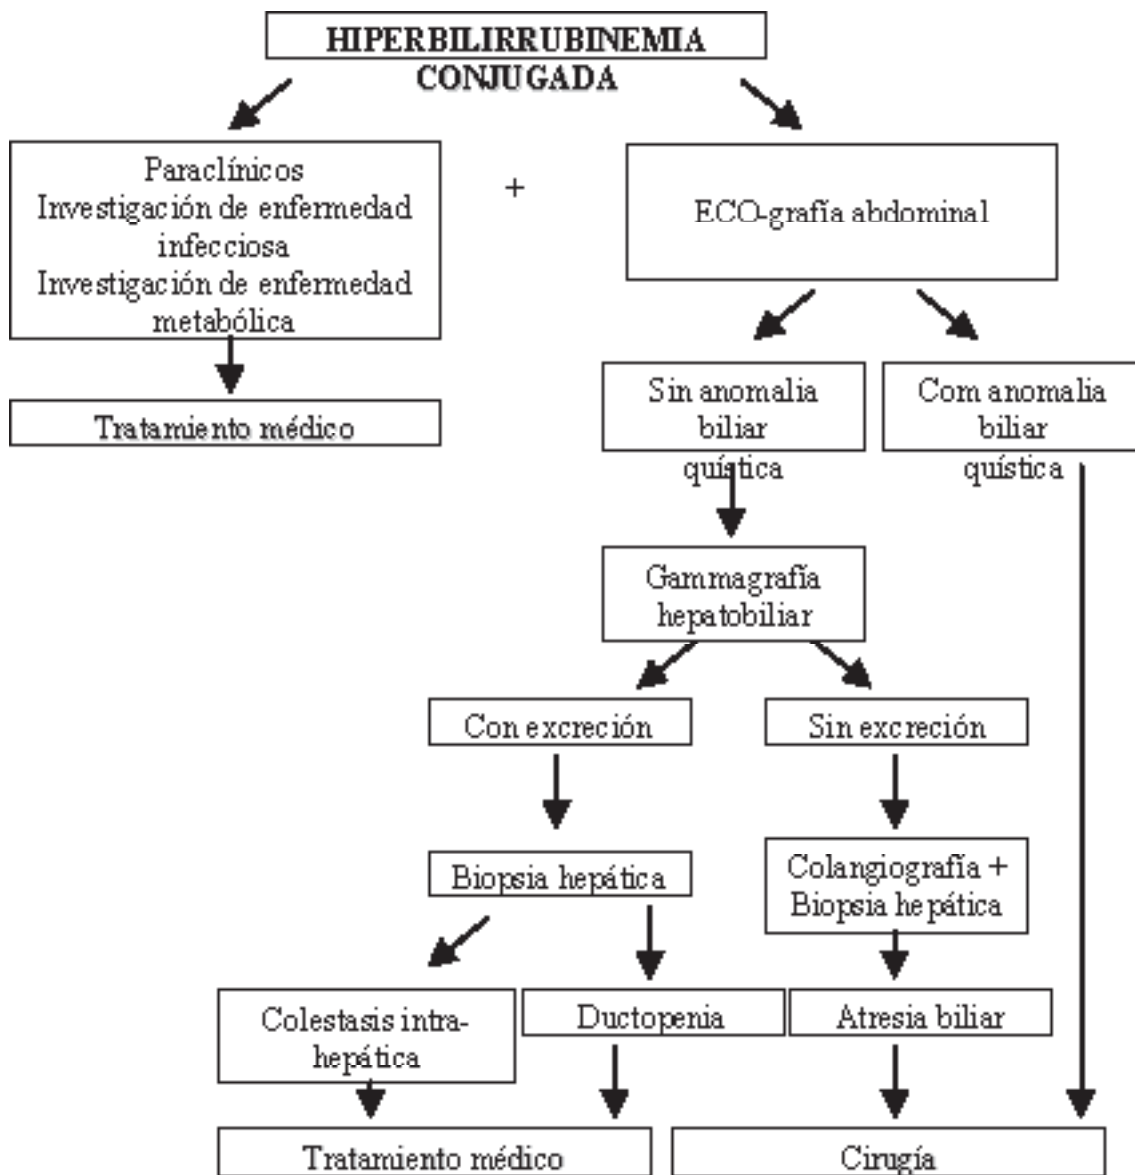 HIPERBILIRRUBINEMIA
CONJUGADA
Paraclínicos
Investigación de enfermedad
infecciosa
Investigación de enfermedad
metabólica
+
ECO-grafía abdominal
Tratamiento médico
Sin anomalia
biliar
quística
Com anomalia
biliar
quística
Gammagrafía
hepatobiliar
Con excreción
Sin excreción
Biopsia hepática
Colangiografía +
Biopsia hepática
Colestasis intra-
hepática
Ductopenia
Atresia biliar
Tratamiento médico
Cirugía